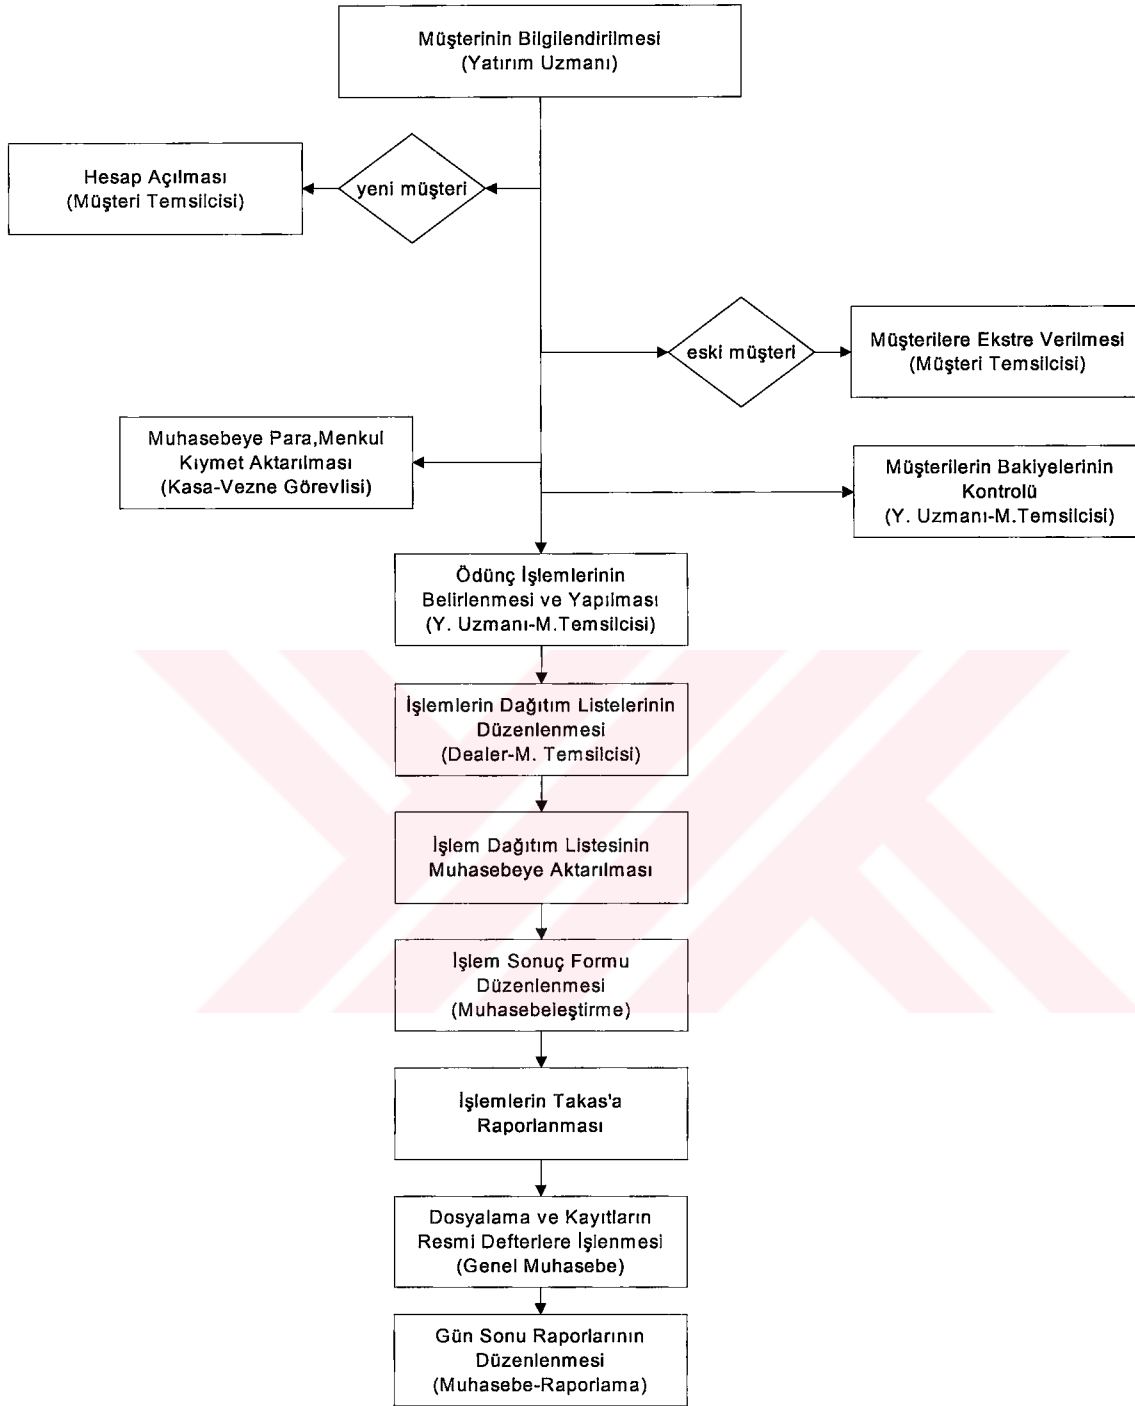 Müşterinin Bilgilendirilmesi
(Yatırım Uzmanı)
Hesap Açılması
(Müşteri Temsilcisi)
yeni müşteri
eski müşteri
Müşterilere Ekstre Verilmesi
(Müşteri Temsilcisi)
Muhasebeye Para,Menkul
Kıymet Aktarılması
(Kasa-Vezne Görevlisi)
Müşterilerin Bakiyelerinin
Kontrolü
(Y. Uzmanı-M.Temsilcisi)
Ödünç İşlemlerinin
Belirlenmesi ve Yapılması
(Y. Uzmanı-M.Temsilcisi)
İşlemlerin Dağıtım Listelerinin
Düzenlenmesi
(Dealer-M. Temsilcisi)
İşlem Dağıtım Listesinin
Muhasebeye Aktarılması
İşlem Sonuç Formu
Düzenlenmesi
(Muhasebeleştirme)
İşlemlerin Takas'a
Raporlanması
Dosyalama ve Kayıtların
Resmi Defterlere İşlenmesi
(Genel Muhasebe)
Gün Sonu Raporlarının
Düzenlenmesi
(Muhasebe-Raporlama)